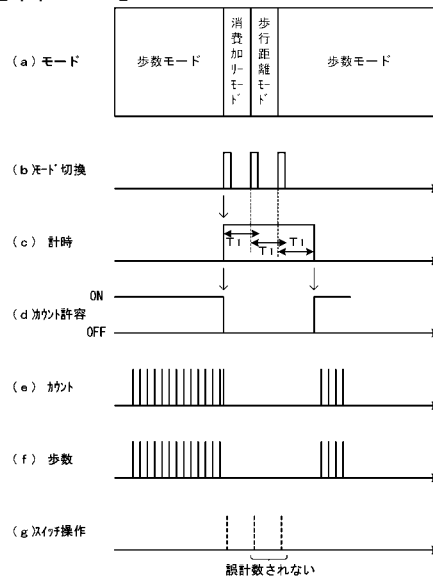 (a) モード
歩数モード
消費カロリーモード
歩行距離モード
歩数モード
(b)モード切換
(c) 計時
T1
T1
T1
(d)カウント許容
ON
OFF
(e) カウント
(f) 歩数
(g)スイッチ操作
誤計数されない